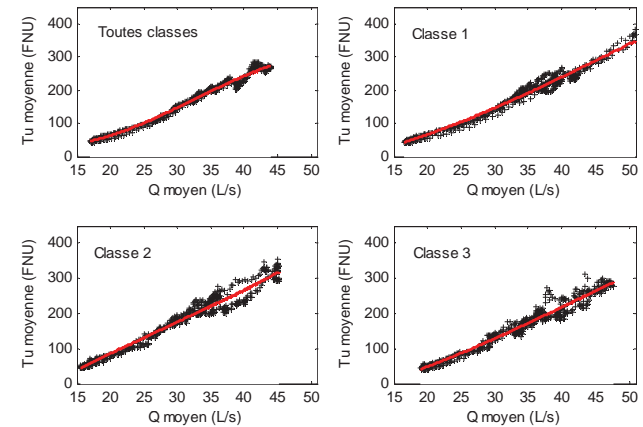 Toutes classes
Tu moyenne (FNU)
400
300
200
100
0
15 20 25 30 35 40 45 50
Q moyen (L/s)
Classe 1
Tu moyenne (FNU)
400
300
200
100
0
15 20 25 30 35 40 45 50
Q moyen (L/s)
Classe 2
Tu moyenne (FNU)
400
300
200
100
0
15 20 25 30 35 40 45 50
Q moyen (L/s)
Classe 3
Tu moyenne (FNU)
400
300
200
100
0
15 20 25 30 35 40 45 50
Q moyen (L/s)